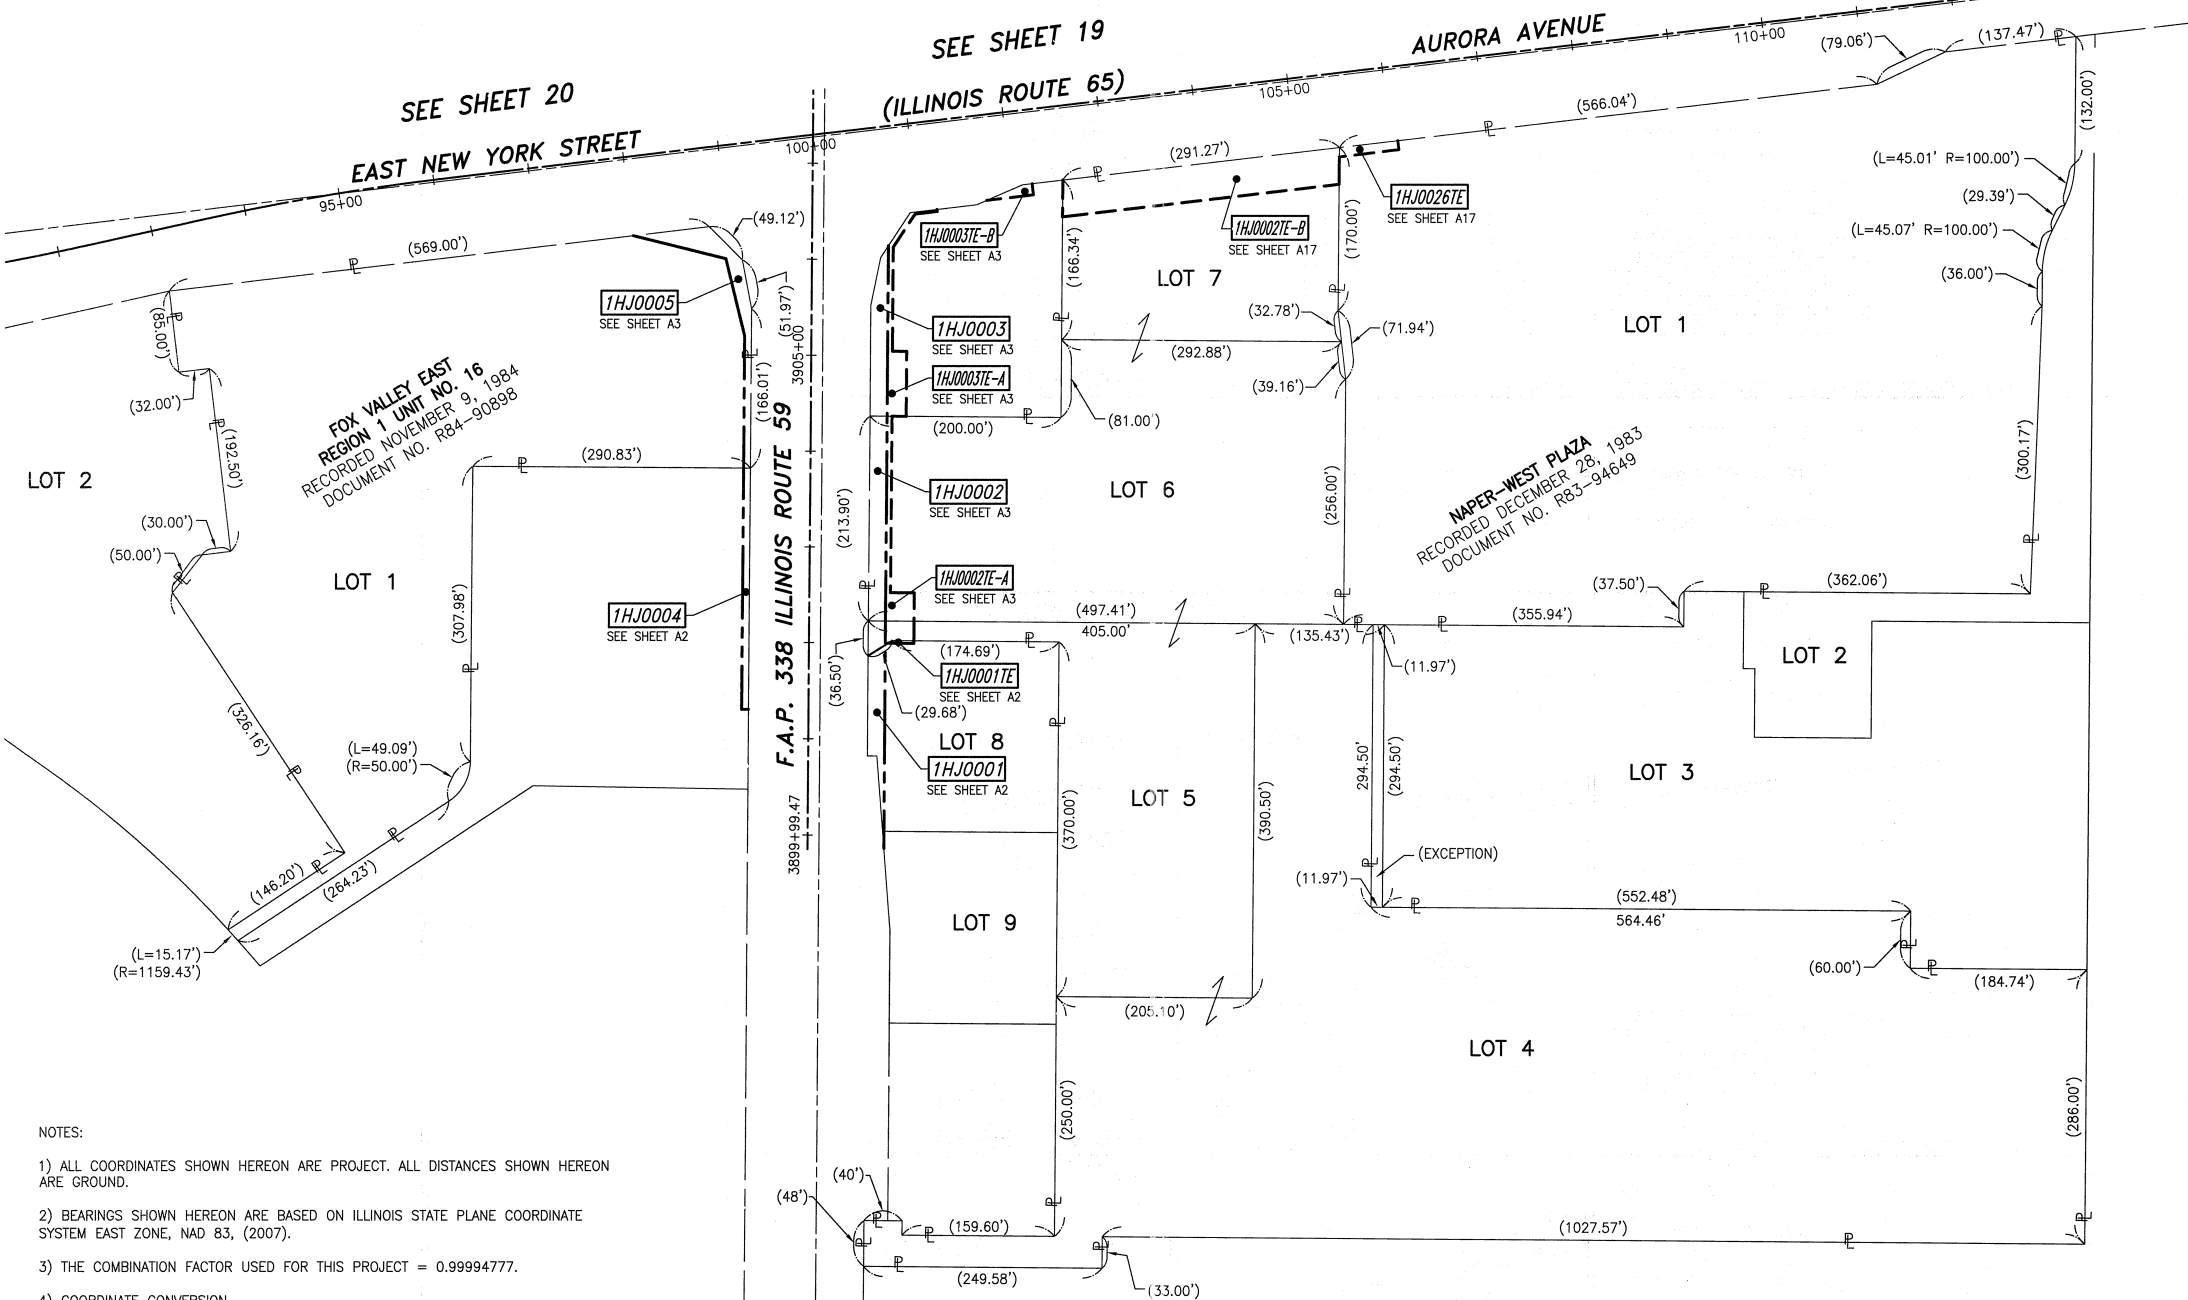 SEE SHEET 20
EAST NEW YORK STREET
SEE SHEET 19
(ILLINOIS ROUTE 65)
AURORA AVENUE
95+00
100+00
105+00
110+00
(79.06')
(137.47')
(132.00')
(566.04')
(291.27')
(L=45.01' R=100.00')
(29.39')
(L=45.07' R=100.00')
(36.00')
(300.17')
(569.00')
(49.12')
(51.97')
3905+00
(166.01')
(85.00')
(32.00')
(192.50')
(30.00')
(50.00')
(326.16')
(146.20')
(264.23')
(L=15.17')
(R=1159.43')
(L=49.09')
(R=50.00')
(307.98')
(290.83')
LOT 2
LOT 1
FOX VALLEY EAST
REGION 1 UNIT NO. 16
RECORDED NOVEMBER 9, 1984
DOCUMENT NO. R84-90898
1HJ0005
SEE SHEET A3
1HJ0004
SEE SHEET A2
F.A.P. 338 ILLINOIS ROUTE 59
3899+99.47
1HJ0003TE-B
SEE SHEET A3
1HJ0003
SEE SHEET A3
1HJ0003TE-A
SEE SHEET A3
1HJ0002
SEE SHEET A3
1HJ0002TE-A
SEE SHEET A3
1HJ0001TE
SEE SHEET A2
1HJ0001
SEE SHEET A2
1HJ0002TE-B
SEE SHEET A17
1HJ0026TE
SEE SHEET A17
(166.34')
(170.00')
LOT 7
(32.78')
(71.94')
(292.88')
(39.16')
(200.00')
(81.00')
LOT 6
(213.90')
(256.00')
LOT 1
NAPER-WEST PLAZA
RECORDED DECEMBER 28, 1983
DOCUMENT NO. R83-94649
(37.50')
(362.06')
(355.94')
(497.41')
405.00'
(135.43')
(11.97')
(36.50')
(174.69')
(29.68')
LOT 8
LOT 2
LOT 3
294.50'
(294.50')
(EXCEPTION)
(11.97')
LOT 5
(370.00')
(390.50')
LOT 9
(205.10')
(552.48')
564.46'
(60.00')
(184.74')
LOT 4
(250.00')
(286.00')
(40')
(48')
(159.60')
(249.58')
(33.00')
(1027.57')
NOTES:
1) ALL COORDINATES SHOWN HEREON ARE PROJECT. ALL DISTANCES SHOWN HEREON
ARE GROUND.
2) BEARINGS SHOWN HEREON ARE BASED ON ILLINOIS STATE PLANE COORDINATE
SYSTEM EAST ZONE, NAD 83, (2007).
3) THE COMBINATION FACTOR USED FOR THIS PROJECT = 0.99994777.
4) COORDINATE CONVERSION